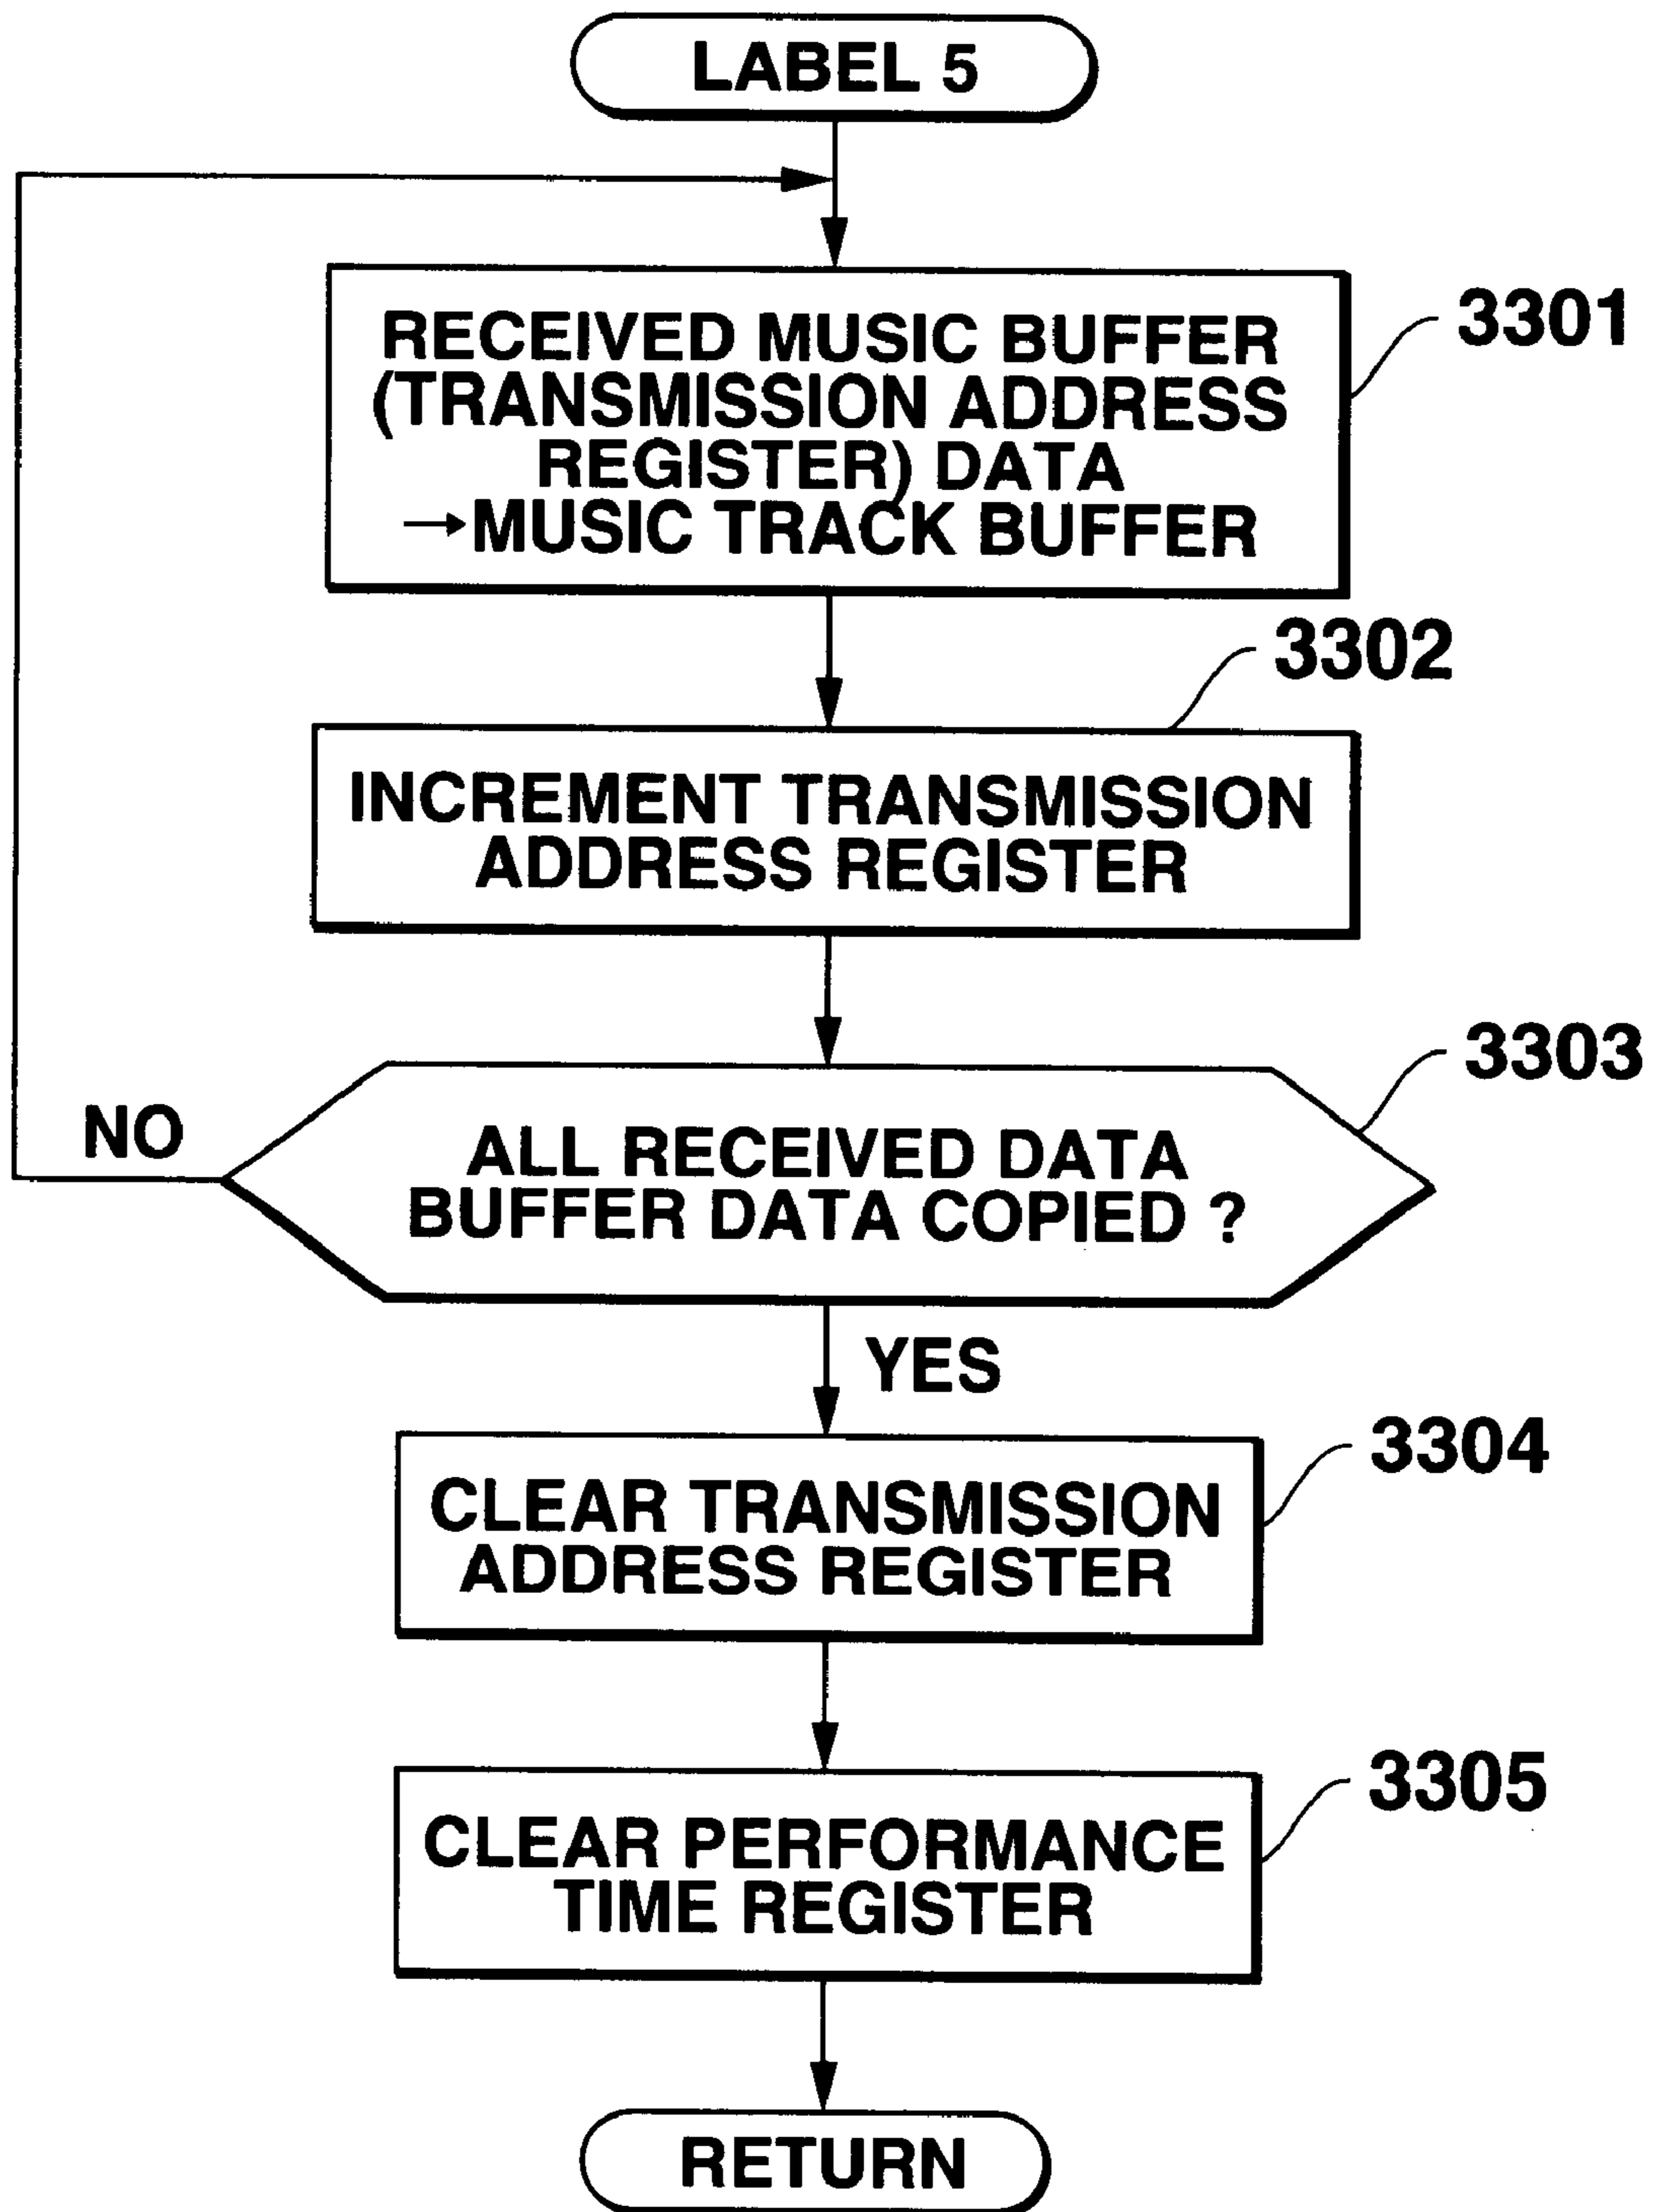 LABEL 5
RECEIVED MUSIC BUFFER
(TRANSMISSION ADDRESS
REGISTER) DATA
→MUSIC TRACK BUFFER
3301
3302
INCREMENT TRANSMISSION
ADDRESS REGISTER
3303
NO
ALL RECEIVED DATA
BUFFER DATA COPIED ?
YES
3304
CLEAR TRANSMISSION
ADDRESS REGISTER
3305
CLEAR PERFORMANCE
TIME REGISTER
RETURN